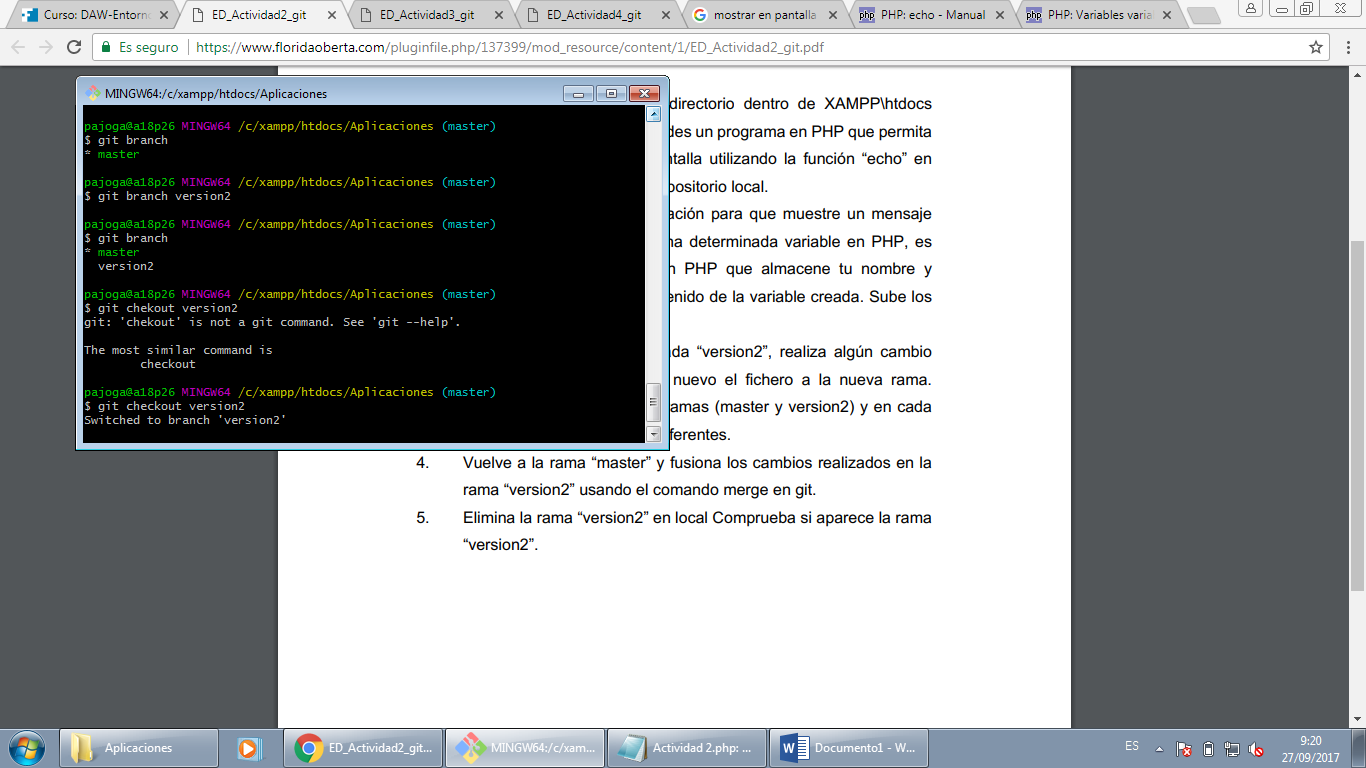 Curso: DAW-Entorn
ED_Actividad2_git
ED_Actividad3_git
ED_Actividad4_git
mostrar en pantalla
php PHP: echo - Manual
php PHP: Variables varia
Es seguro https://www.floridaoberta.com/pluginfile.php/137399/mod_resource/content/1/ED_Actividad2_git.pdf
MINGW64:/c/xampp/htdocs/Aplicaciones
pajoga@a18p26 MINGW64 /c/xampp/htdocs/Aplicaciones (master)
$ git branch
* master
pajoga@a18p26 MINGW64 /c/xampp/htdocs/Aplicaciones (master)
$ git branch version2
pajoga@a18p26 MINGW64 /c/xampp/htdocs/Aplicaciones (master)
$ git branch
* master
version2
pajoga@a18p26 MINGW64 /c/xampp/htdocs/Aplicaciones (master)
$ git chekout version2
git: 'chekout' is not a git command. See 'git --help'.
The most similar command is
checkout
pajoga@a18p26 MINGW64 /c/xampp/htdocs/Aplicaciones (master)
$ git checkout version2
Switched to branch 'version2'
directorio dentro de XAMPP\htdocs
des un programa en PHP que permita
ntalla utilizando la función “echo” en
positorio local.
ación para que muestre un mensaje
na determinada variable en PHP, es
n PHP que almacene tu nombre y
enido de la variable creada. Sube los
da “version2”, realiza algún cambio
nuevo el fichero a la nueva rama.
amas (master y version2) y en cada
ferentes.
4. Vuelve a la rama “master” y fusiona los cambios realizados en la
rama “version2” usando el comando merge en git.
5. Elimina la rama “version2” en local Comprueba si aparece la rama
“version2”.
Aplicaciones
ED_Actividad2_git...
MINGW64:/c/xam...
Actividad 2.php: ...
Documento1 - W...
ES
9:20
27/09/2017